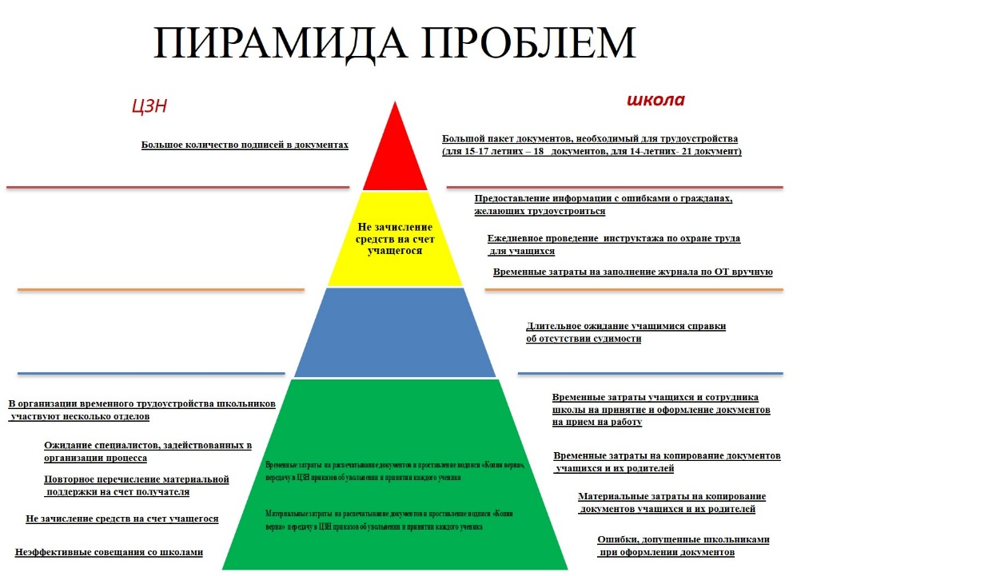 ПИРАМИДА ПРОБЛЕМ
ЦЗН
школа
Большое количество подписей в документах
Большой пакет документов, необходимый для трудоустройства
(для 15-17 летних – 18 документов, для 14-летних- 21 документ)
Предоставление информации с ошибками о гражданах,
желающих трудоустроиться
Не зачисление
средств на счет
учащегося
Ежедневное проведение инструктажа по охране труда
для учащихся
Временные затраты на заполнение журнала по ОТ вручную
Длительное ожидание учащимися справки
об отсутствии судимости
В организации временного трудоустройства школьников
участвуют несколько отделов
Ожидание специалистов, задействованных в
организации процесса
Повторное перечисление материальной
поддержки на счет получателя
Не зачисление средств на счет учащегося
Неэффективные совещания со школами
Временные затраты на распечатывание документов и проставление подписи «Копия верна»,
передачу в ЦЗН приказов об увольнении и принятии каждого ученика
Материальные затраты на распечатывание документов и проставление подписи «Копия
верна» передачу в ЦЗН приказов об увольнении и принятии каждого ученика
Временные затраты учащихся и сотрудника
школы на принятие и оформление документов
на прием на работу
Временные затраты на копирование документов
учащихся и их родителей
Материальные затраты на копирование
документов учащихся и их родителей
Ошибки, допущенные школьниками
при оформлении документов